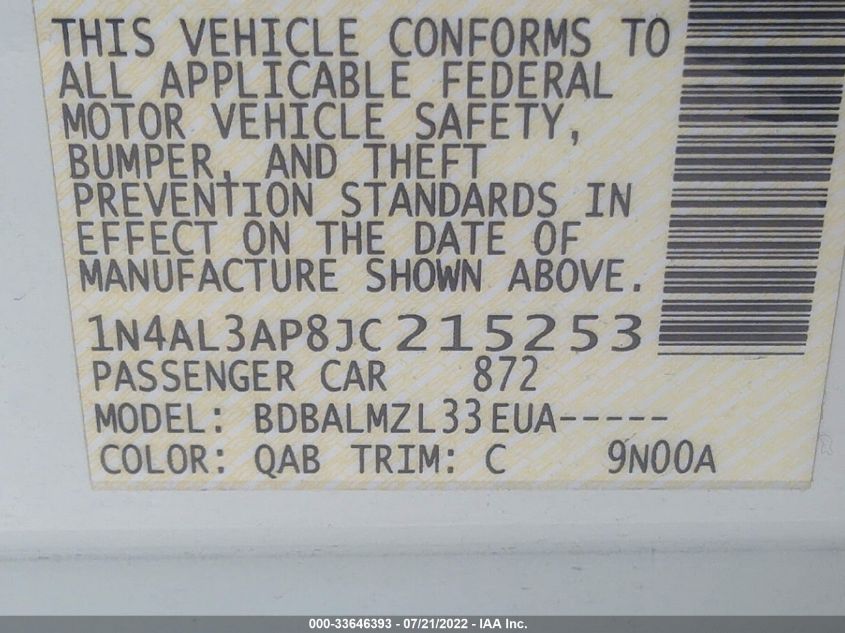 THIS VEHICLE CONFORMS TO
ALL APPLICABLE FEDERAL
MOTOR VEHICLE SAFETY,
BUMPER, AND THEFT
PREVENTION STANDARDS IN
EFFECT ON THE DATE OF
MANUFACTURE SHOWN ABOVE.
1N4AL3AP8JC215253
PASSENGER CAR 872
MODEL: BDBALMZL33EUA-----
COLOR: QAB TRIM: C 9N00A
000-33646393 - 07/21/2022 - IAA Inc.